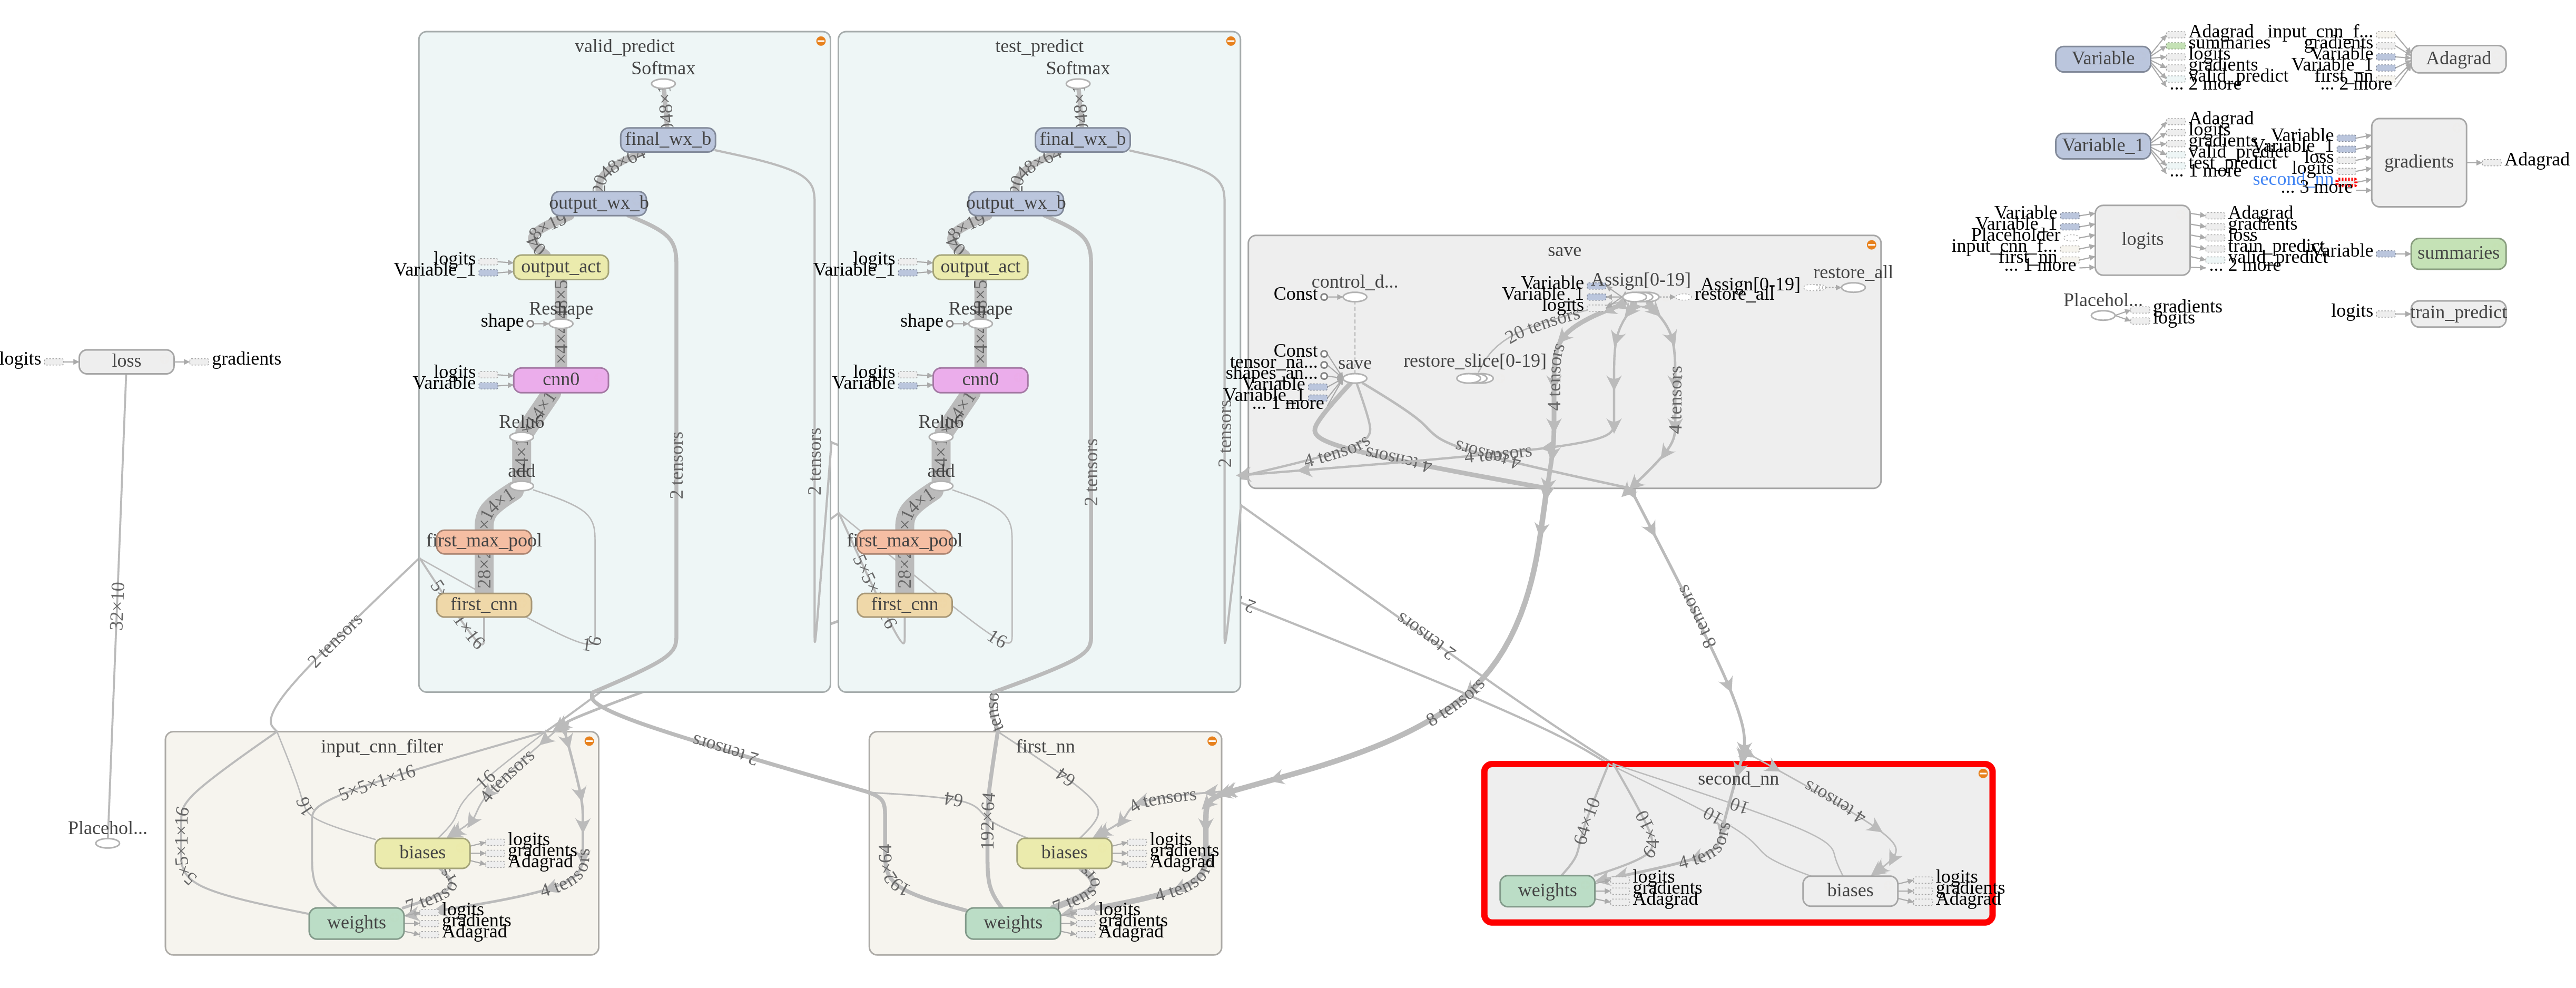 valid_predict
Softmax
final_wx_b
2048×64
output_wx_b
logits
Variable_1
output_act
Reshape
shape
logits
Variable
cnn0
Relu6
add
first_max_pool
first_cnn
16
2 tensors
2 tensors
test_predict
Softmax
final_wx_b
2048×64
output_wx_b
logits
Variable_1
output_act
Reshape
shape
logits
Variable
cnn0
Relu6
add
first_max_pool
first_cnn
16
2 tensors
2 tensors
save
control_d...
Const
Variable
Variable_1
logits
Assign[0-19]
restore_all
Assign[0-19]
restore_all
20 tensors
restore_slice[0-19]
Const
tensor_na...
shapes_an...
Variable
Variable_1
... 1 more
save
4 tensors
4 tensors
4 tensors
4 tensors
4 tensors
4 tensors
logits
loss
gradients
32×10
Placehol...
2 tensors
2 tensors
2 tensors
8 tensors
8 tensors
input_cnn_filter
5×5×1×16
5×5×1×16
16
16
4 tensors
4 tensors
biases
logits
gradients
Adagrad
weights
logits
gradients
Adagrad
first_nn
64
64
192×64
192×64
4 tensors
4 tensors
biases
logits
gradients
Adagrad
weights
logits
gradients
Adagrad
second_nn
64×10
64×10
10
10
4 tensors
4 tensors
weights
logits
gradients
Adagrad
biases
logits
gradients
Adagrad
Variable
Adagrad
summaries
logits
gradients
valid_predict
... 2 more
input_cnn_f...
gradients
Variable
Variable_1
first_nn
... 2 more
Adagrad
Variable_1
Adagrad
logits
gradients
valid_predict
test_predict
... 1 more
Variable
Variable_1
loss
logits
second_nn
... 3 more
gradients
Adagrad
Variable
Variable_1
Placeholder
input_cnn_f...
first_nn
... 1 more
logits
Adagrad
gradients
loss
train_predict
valid_predict
... 2 more
Variable
summaries
Placehol...
gradients
logits
logits
train_predict